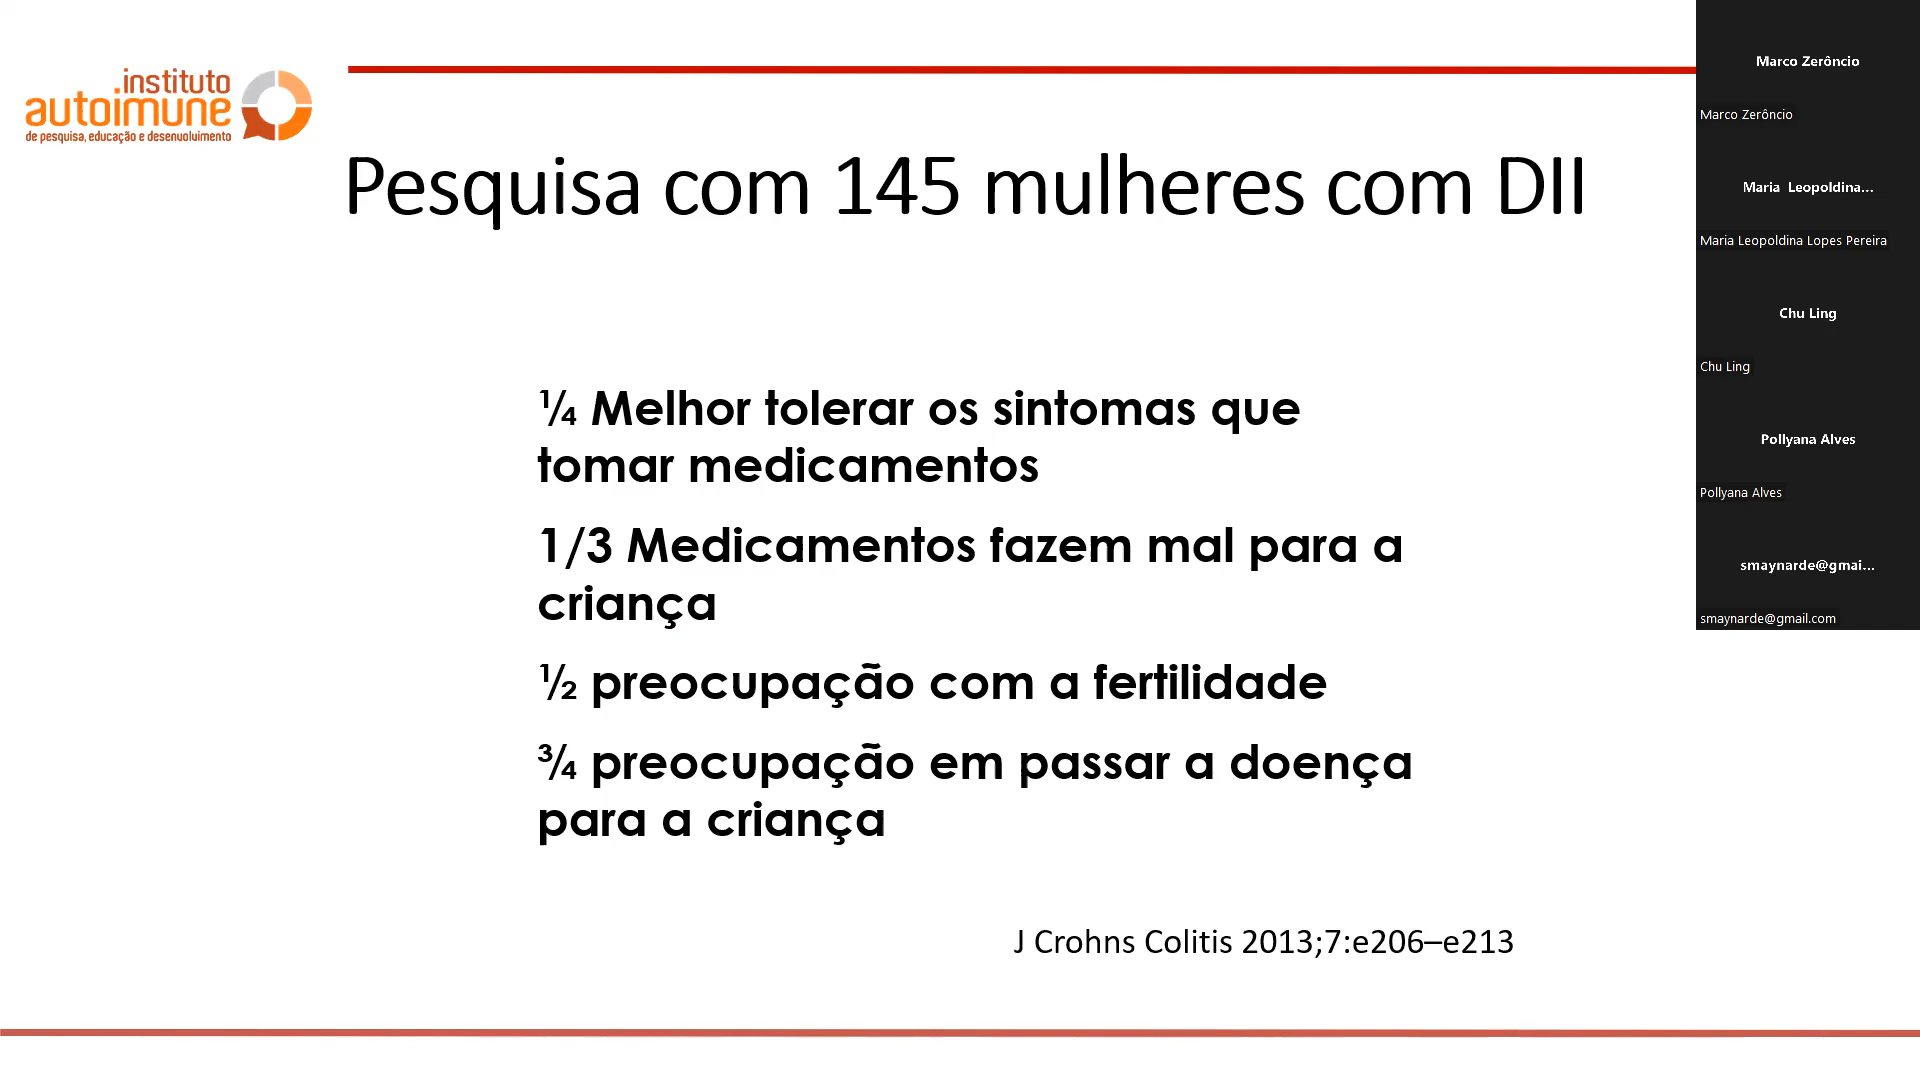 instituto
autoimune
de pesquisa, educação e desenvolvimento
Pesquisa com 145 mulheres com DII
¼ Melhor tolerar os sintomas que
tomar medicamentos
1/3 Medicamentos fazem mal para a
criança
½ preocupação com a fertilidade
¾ preocupação em passar a doença
para a criança
J Crohns Colitis 2013;7:e206–e213
Marco Zerôncio
Marco Zerôncio
Maria Leopoldina...
Maria Leopoldina Lopes Pereira
Chu Ling
Chu Ling
Pollyana Alves
Pollyana Alves
smaynarde@gmai...
smaynarde@gmail.com